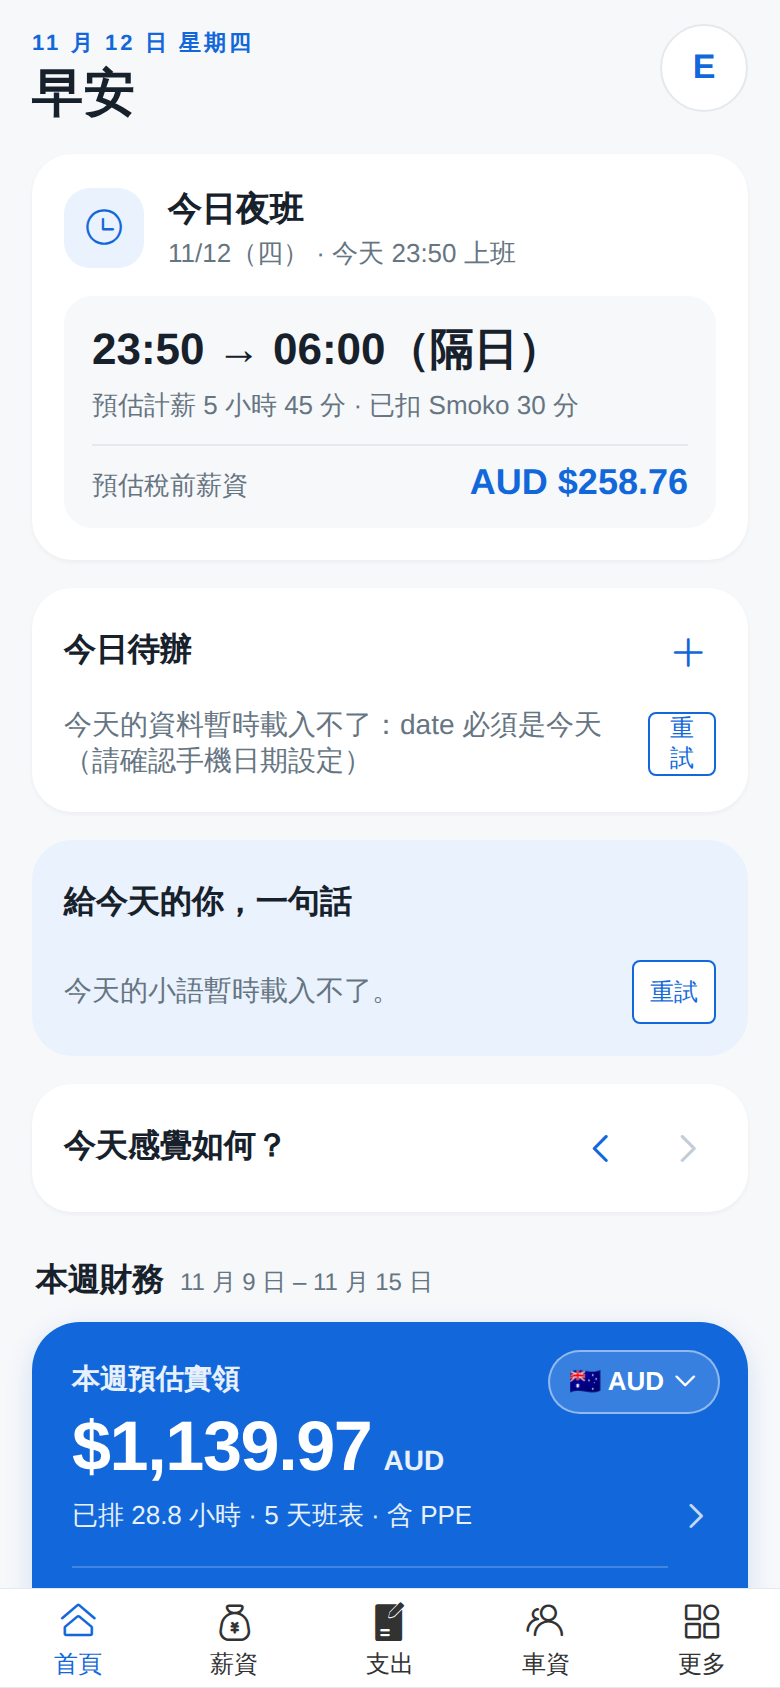 11 月 12 日 星期四
早安
E
今日夜班
11/12（四） · 今天 23:50 上班
23:50 → 06:00（隔日）
預估計薪 5 小時 45 分 · 已扣 Smoko 30 分
預估稅前薪資
AUD $258.76
今日待辦
今天的資料暫時載入不了：date 必須是今天
（請確認手機日期設定）
重
試
給今天的你，一句話
今天的小語暫時載入不了。
重試
今天感覺如何？
本週財務 11 月 9 日 – 11 月 15 日
本週預估實領
AUD
$1,139.97 AUD
已排 28.8 小時 · 5 天班表 · 含 PPE
首頁
薪資
支出
車資
更多